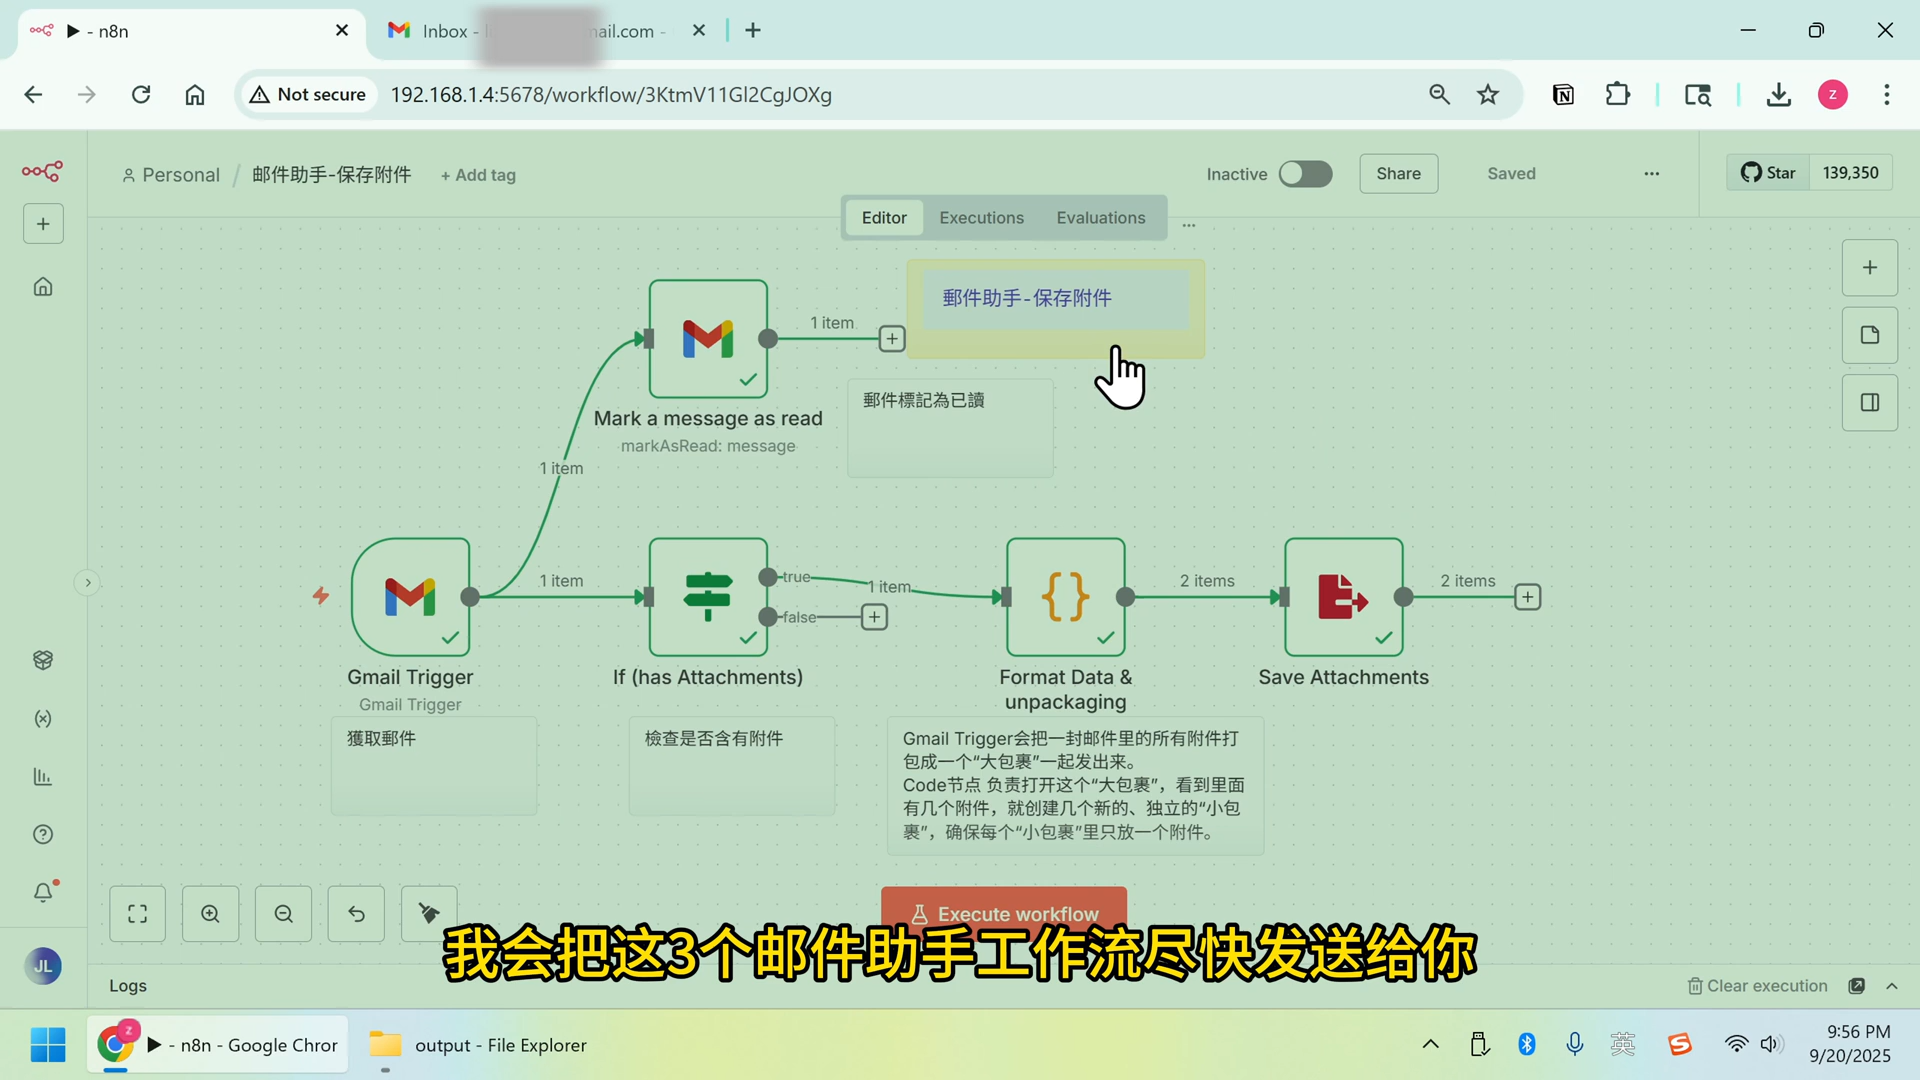 - n8n
Inbox -
ail.com -
Not secure
192.168.1.4:5678/workflow/3KtmV11Gl2CgJOXg
Personal / 邮件助手-保存附件
+ Add tag
Inactive
Share
Saved
Star
139,350
Editor
Executions
Evaluations
郵件助手-保存附件
1 item
Mark a message as read
markAsRead: message
郵件標記為已讀
1 item
1 item
true
false
1 item
2 items
2 items
Gmail Trigger
Gmail Trigger
If (has Attachments)
Format Data &
unpackaging
Save Attachments
獲取郵件
檢查是否含有附件
Gmail Trigger会把一封邮件里的所有附件打
包成一个“大包裹”一起发出来。
Code节点 负责打开这个“大包裹”，看到里面
有几个附件，就创建几个新的、独立的“小包
裹”，确保每个“小包裹”里只放一个附件。
Execute workflow
我会把这3个邮件助手工作流尽快发送给你
JL
Logs
Clear execution
- n8n - Google Chror
output - File Explorer
英
9:56 PM
9/20/2025